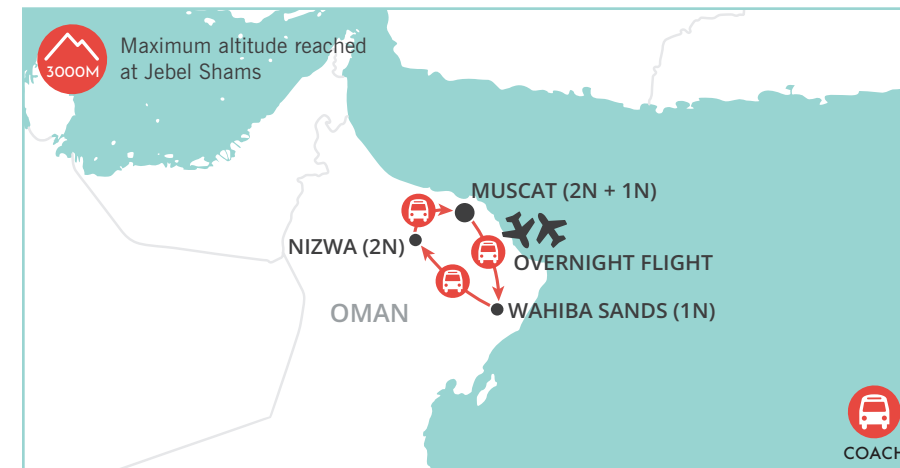 3000M
Maximum altitude reached
at Jebel Shams
MUSCAT (2N + 1N)
NIZWA (2N)
OVERNIGHT FLIGHT
OMAN
WAHIBA SANDS (1N)
COACH